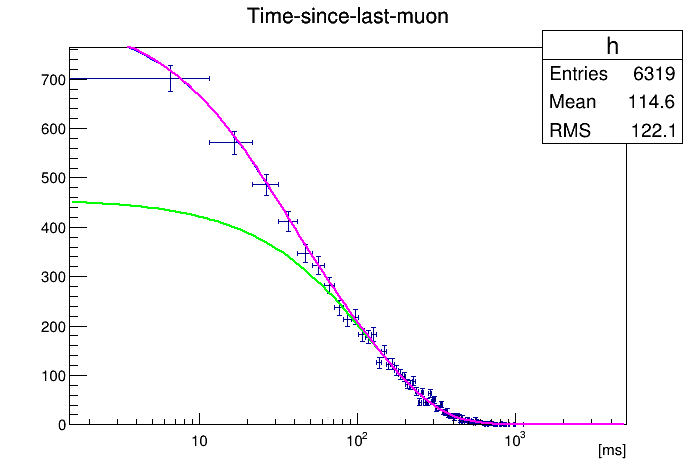 Time-since-last-muon
h
Entries 6319
Mean 114.6
RMS 122.1
700
600
500
400
300
200
100
0
10 10² 10³
[ms]